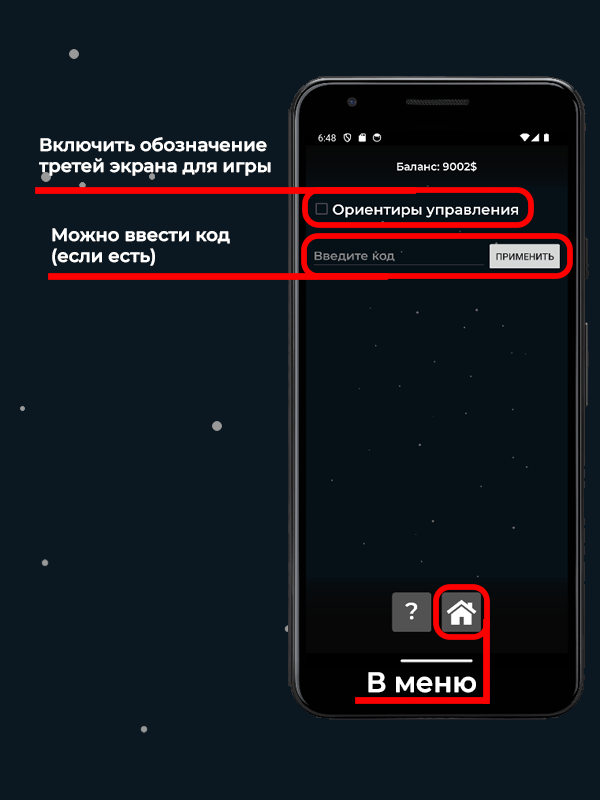 Включить обозначение
третей экрана для игры
Можно ввести код
(если есть)
6:48
Баланс: 9002$
Ориентиры управления
Введите код
ПРИМЕНИТЬ
?
В меню